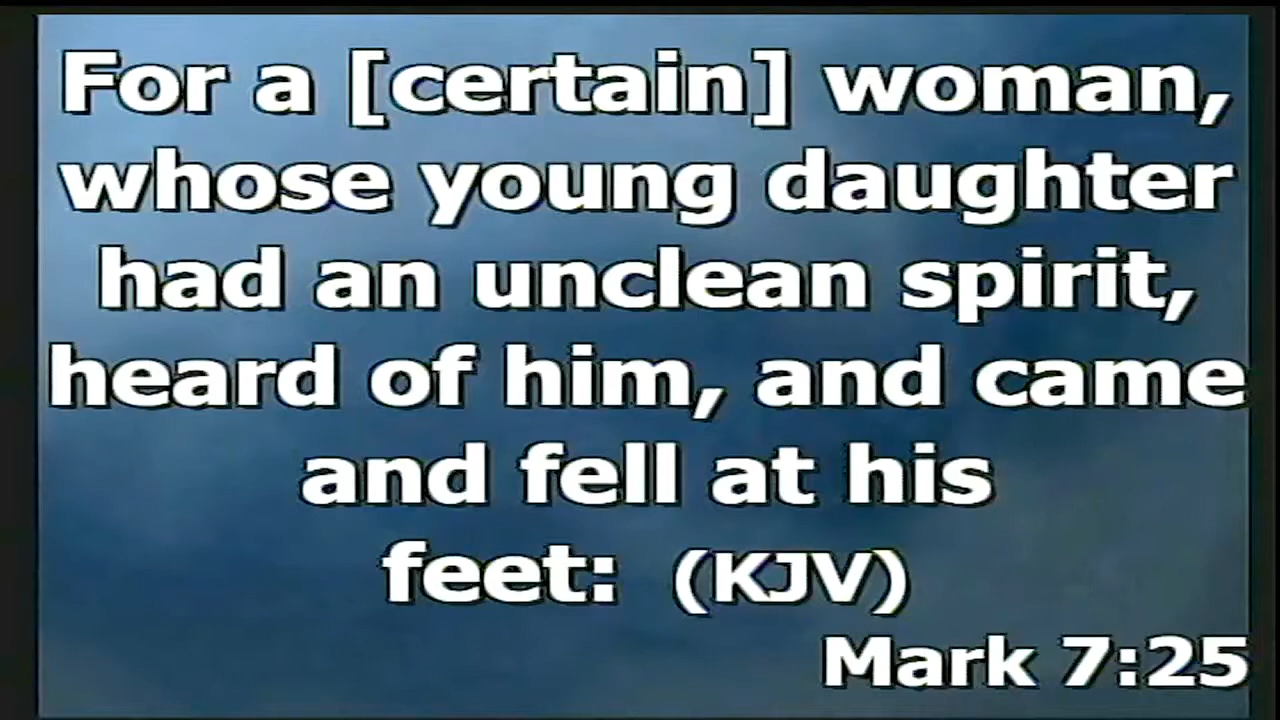 For a [certain] woman,
whose young daughter
had an unclean spirit,
heard of him, and came
and fell at his
feet: (KJV)
Mark 7:25